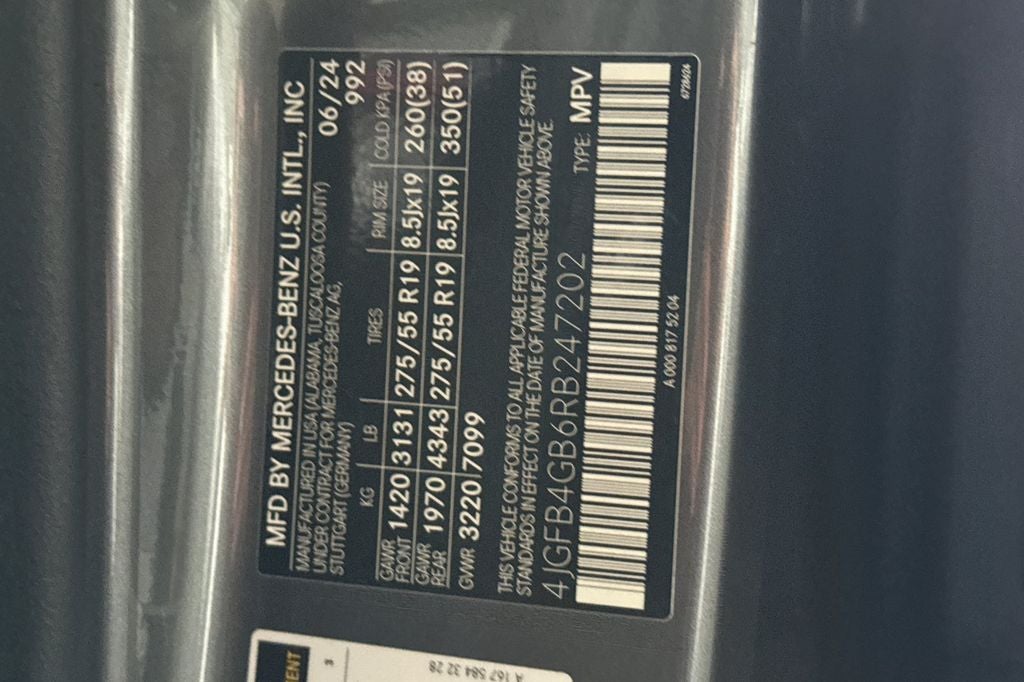 MFD BY MERCEDES-BENZ U.S. INTL., INC
MANUFACTURED IN USA (ALABAMA, TUSCALOOSA COUNTY) 06/24
UNDER CONTRACT FOR MERCEDES-BENZ AG, 992
STUTTGART (GERMANY)
KG LB TIRES RIM SIZE COLD KPA (PSI)
GAWR FRONT 1420 3131 275/55 R19 8.5Jx19 260(38)
GAWR REAR 1970 4343 275/55 R19 8.5Jx19 350(51)
GVWR 3220 7099
THIS VEHICLE CONFORMS TO ALL APPLICABLE FEDERAL MOTOR VEHICLE SAFETY
STANDARDS IN EFFECT ON THE DATE OF MANUFACTURE SHOWN ABOVE.
4JGFB4GB6RB247202 TYPE: MPV
A 000 817 52 04
6728424
ENT
3
A 167 584 32 28